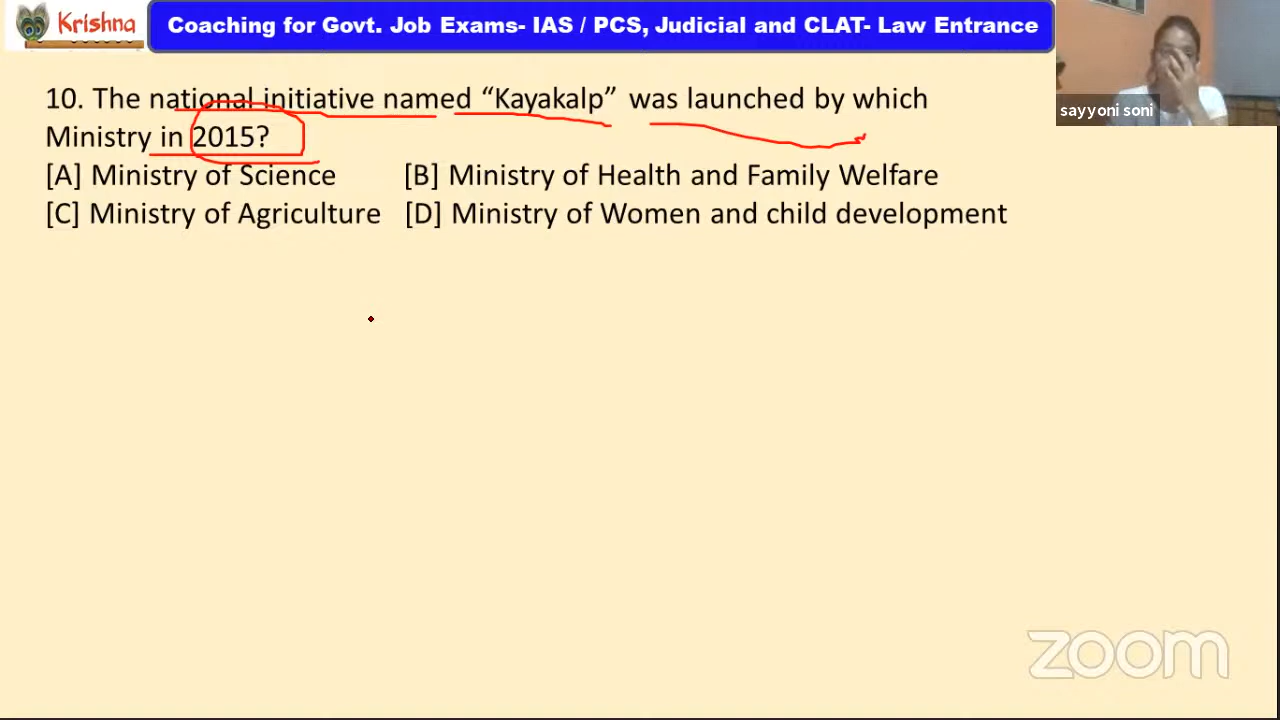 Krishna
Coaching for Govt. Job Exams- IAS / PCS, Judicial and CLAT- Law Entrance
sayyoni soni
10. The national initiative named “Kayakalp” was launched by which
Ministry in 2015?
[A] Ministry of Science [B] Ministry of Health and Family Welfare
[C] Ministry of Agriculture [D] Ministry of Women and child development
zoom